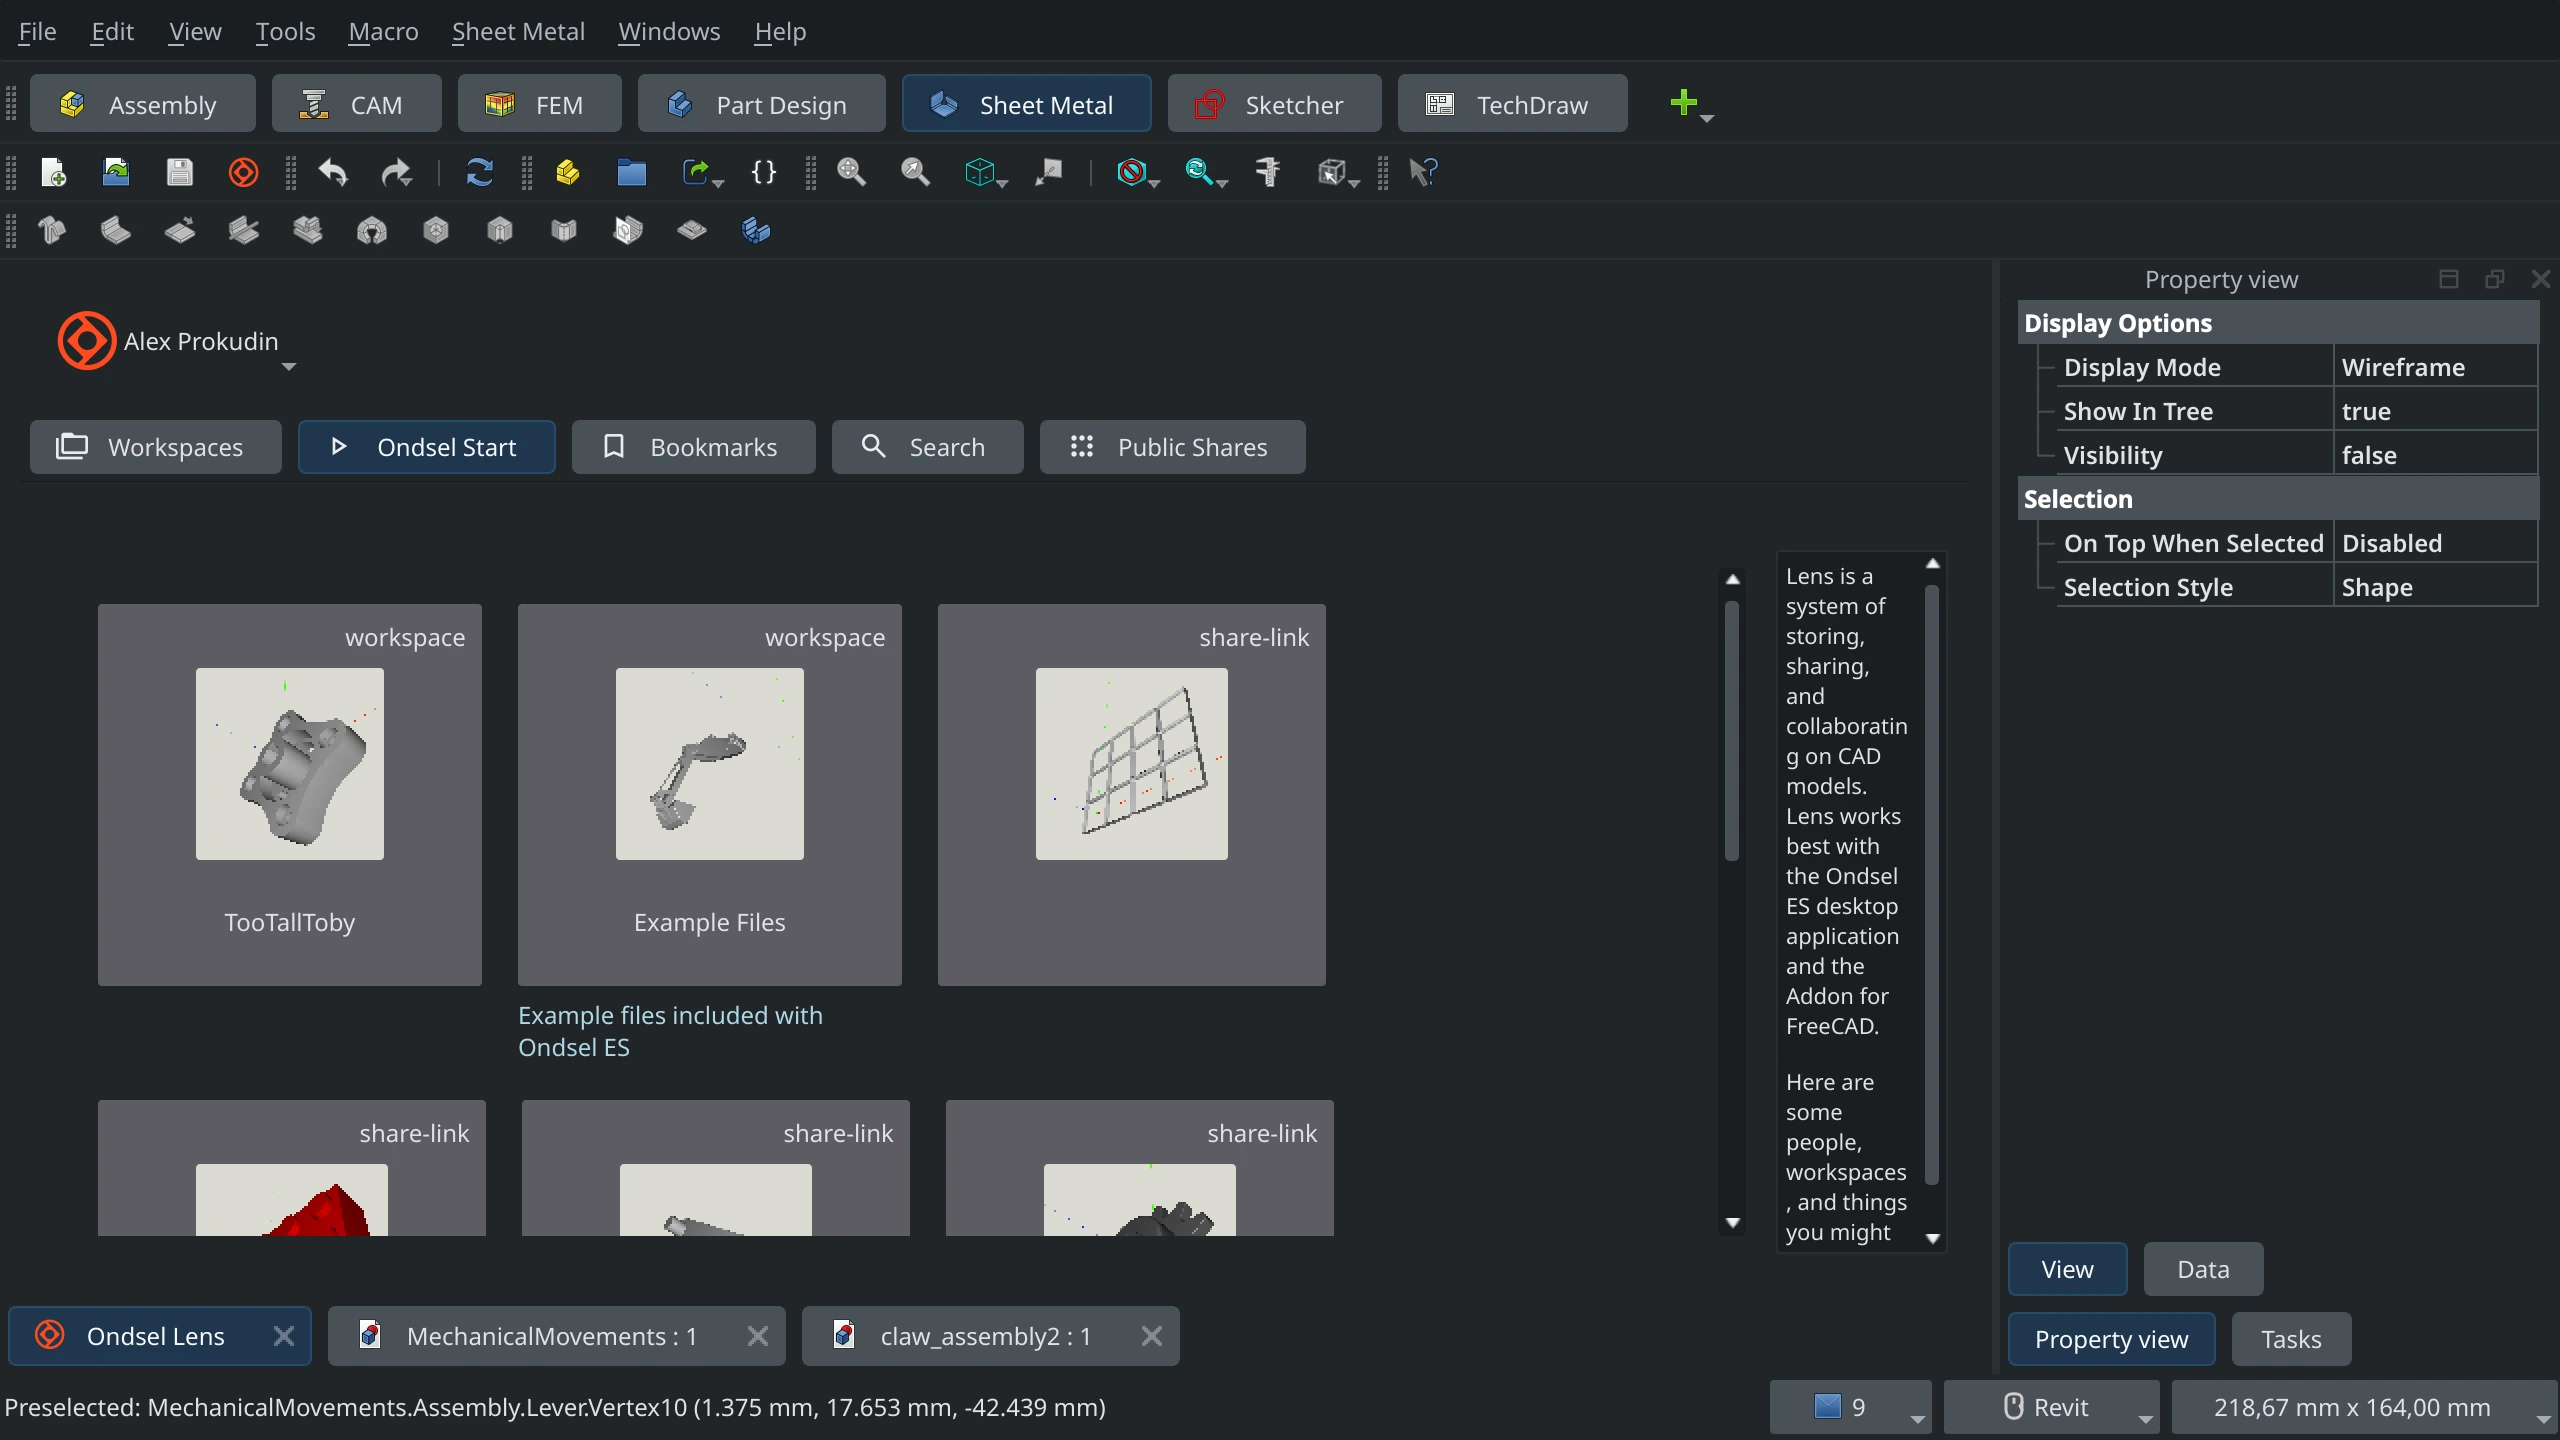 File Edit View Tools Macro Sheet Metal Windows Help
Assembly CAM FEM Part Design Sheet Metal Sketcher TechDraw
Property view
Display Options
Display Mode Wireframe
Show In Tree true
Visibility false
Selection
On Top When Selected Disabled
Selection Style Shape
Alex Prokudin
Workspaces Ondsel Start Bookmarks Search Public Shares
workspace
TooTallToby
workspace
Example Files
Example files included with
Ondsel ES
share-link
share-link
share-link
share-link
Lens is a
system of
storing,
sharing,
and
collaboratin
g on CAD
models.
Lens works
best with
the Ondsel
ES desktop
application
and the
Addon for
FreeCAD.
Here are
some
people,
workspaces
, and things
you might
View Data
Property view Tasks
Ondsel Lens MechanicalMovements : 1 claw_assembly2 : 1
Preselected: MechanicalMovements.Assembly.Lever.Vertex10 (1.375 mm, 17.653 mm, -42.439 mm)
9 Revit 218,67 mm x 164,00 mm